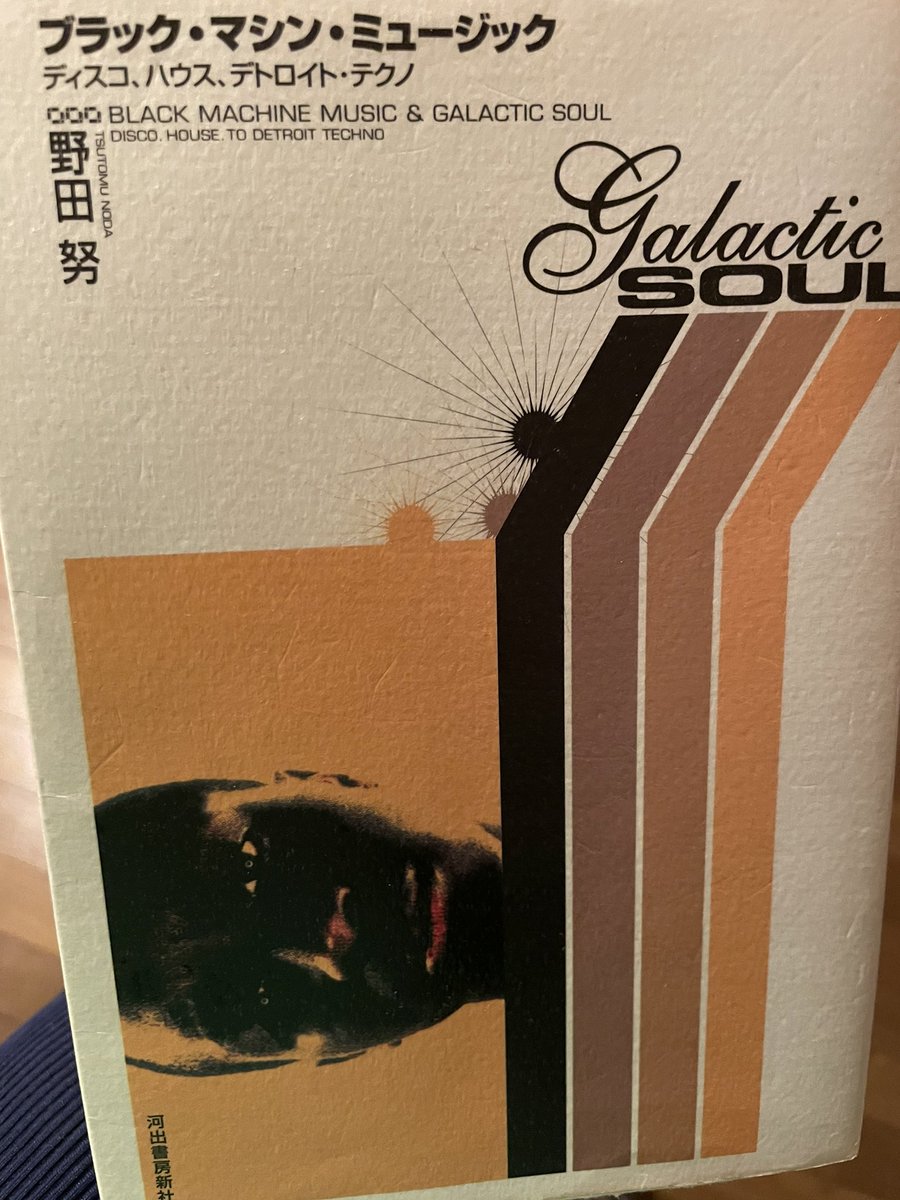 ブラック・マシン・ミュージック
ディスコ、ハウス、デトロイト・テクノ
BLACK MACHINE MUSIC & GALACTIC SOUL
DISCO. HOUSE. TO DETROIT TECHNO
野田 努
TSUTOMU NODA
Galactic
SOUL
河出書房新社